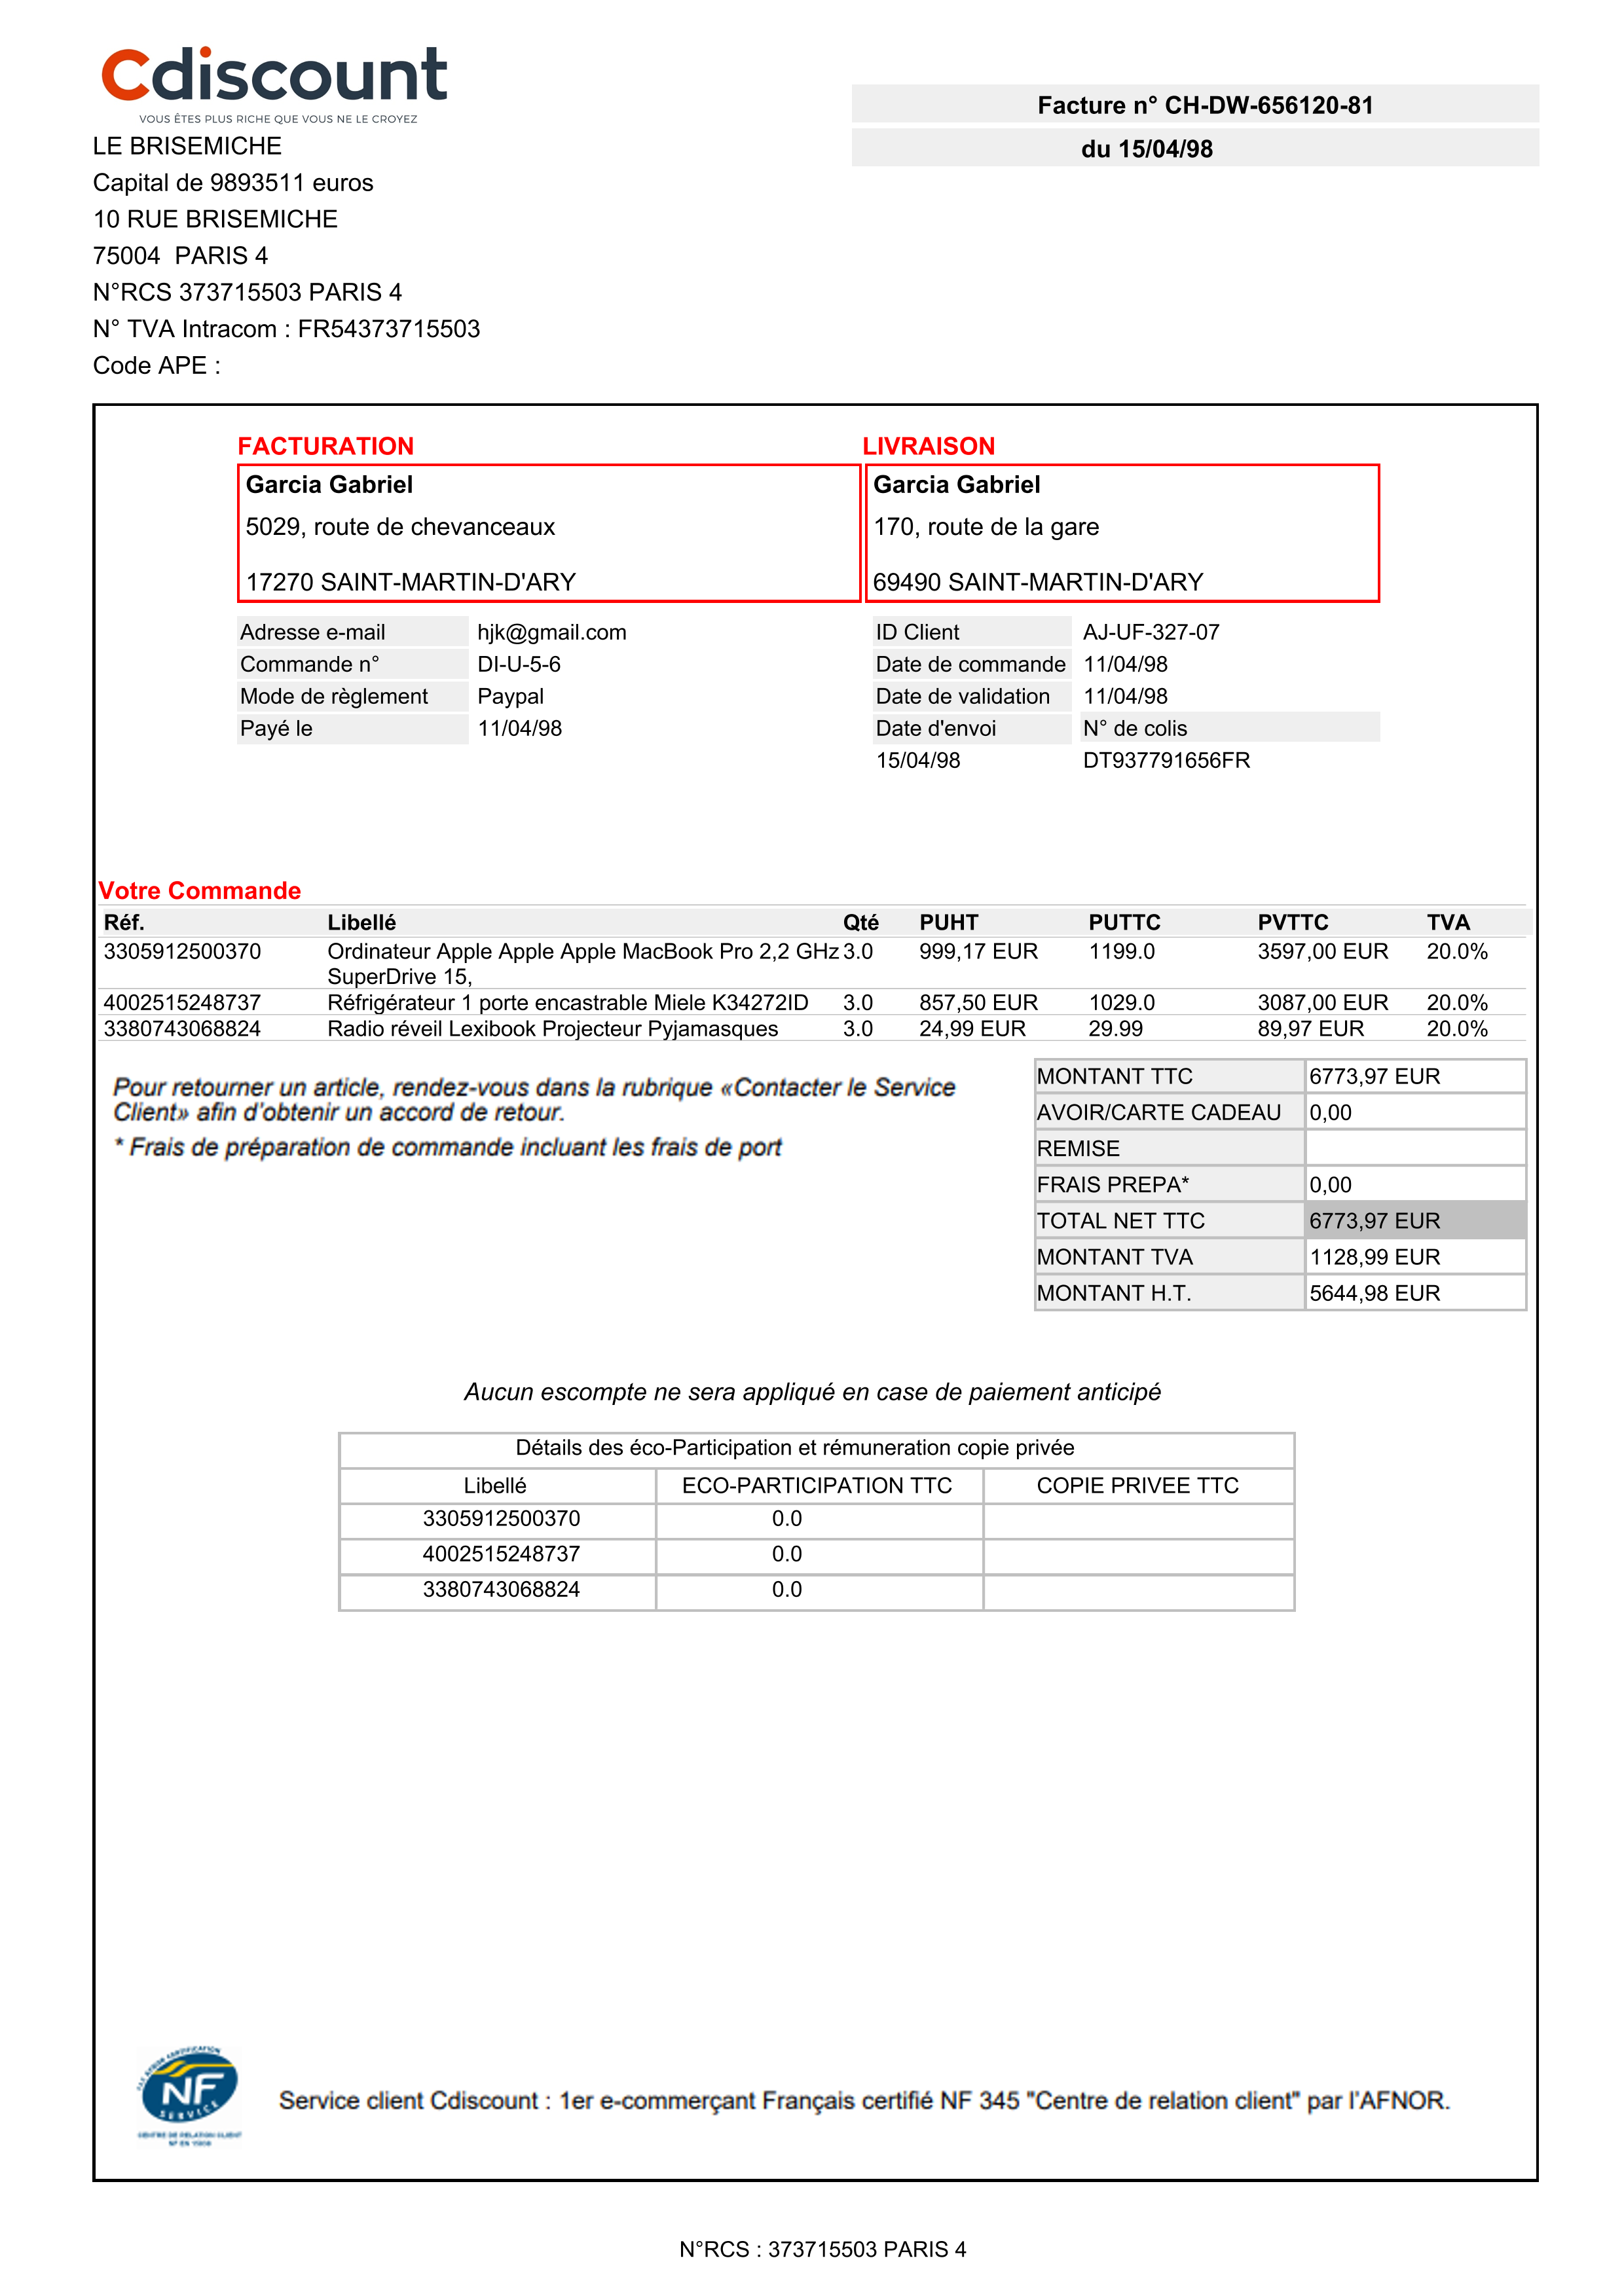 Cdiscount
VOUS ÊTES PLUS RICHE QUE VOUS NE LE CROYEZ
Facture n° CH-DW-656120-81
du 15/04/98
LE BRISEMICHE
Capital de 9893511 euros
10 RUE BRISEMICHE
75004  PARIS 4
N°RCS 373715503 PARIS 4
N° TVA Intracom : FR54373715503
Code APE :
FACTURATION
Garcia Gabriel
5029, route de chevanceaux
17270 SAINT-MARTIN-D'ARY
LIVRAISON
Garcia Gabriel
170, route de la gare
69490 SAINT-MARTIN-D'ARY
Adresse e-mail hjk@gmail.com
Commande n° DI-U-5-6
Mode de règlement Paypal
Payé le 11/04/98
ID Client AJ-UF-327-07
Date de commande 11/04/98
Date de validation 11/04/98
Date d'envoi N° de colis
15/04/98 DT937791656FR
Votre Commande
Réf. Libellé Qté PUHT PUTTC PVTTC TVA
3305912500370 Ordinateur Apple Apple Apple MacBook Pro 2,2 GHz 3.0 999,17 EUR 1199.0 3597,00 EUR 20.0%
SuperDrive 15,
4002515248737 Réfrigérateur 1 porte encastrable Miele K34272ID 3.0 857,50 EUR 1029.0 3087,00 EUR 20.0%
3380743068824 Radio réveil Lexibook Projecteur Pyjamasques 3.0 24,99 EUR 29.99 89,97 EUR 20.0%
Pour retourner un article, rendez-vous dans la rubrique «Contacter le Service
Client» afin d'obtenir un accord de retour.
* Frais de préparation de commande incluant les frais de port
MONTANT TTC 6773,97 EUR
AVOIR/CARTE CADEAU 0,00
REMISE
FRAIS PREPA* 0,00
TOTAL NET TTC 6773,97 EUR
MONTANT TVA 1128,99 EUR
MONTANT H.T. 5644,98 EUR
Aucun escompte ne sera appliqué en case de paiement anticipé
Détails des éco-Participation et rémuneration copie privée
Libellé ECO-PARTICIPATION TTC COPIE PRIVEE TTC
3305912500370 0.0
4002515248737 0.0
3380743068824 0.0
NF
SERVICE
CENTRE DE RELATION CLIENT
Service client Cdiscount : 1er e-commerçant Français certifié NF 345 "Centre de relation client" par l'AFNOR.
N°RCS : 373715503 PARIS 4